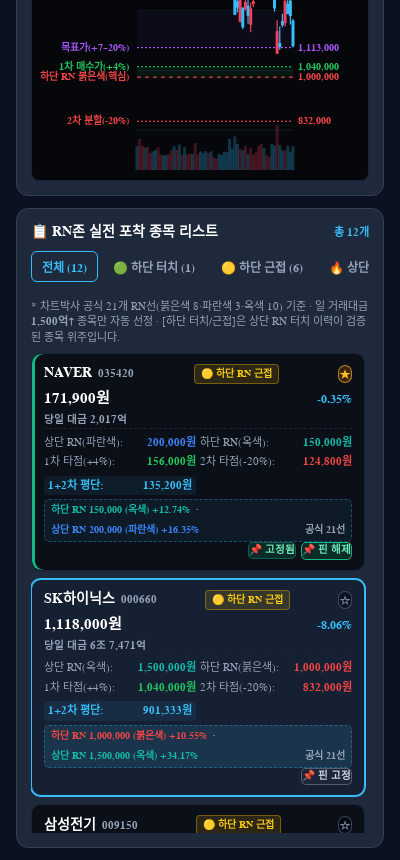 목표가(+7~20%) 1,113,000
1차 매수가(+4%) 1,040,000
하단 RN 붉은색(핵심) 1,000,000
2차 분할(-20%) 832,000
📋 RN존 실전 포착 종목 리스트 총 12개
전체 (12) 🟢 하단 터치 (1) 🟡 하단 근접 (6) 🔥 상단
* 차트박사 공식 21개 RN선(붉은색 8·파란색 3·옥색 10) 기준 · 일 거래대금
1,500억↑ 종목만 자동 선정 · [하단 터치/근접]은 상단 RN 터치 이력이 검증
된 종목 위주입니다.
NAVER 035420 🟡 하단 RN 근접 ★
171,900원 -0.35%
당일 대금 2,017억
상단 RN(파란색): 200,000원 하단 RN(옥색): 150,000원
1차 타점(+4%): 156,000원 2차 타점(-20%): 124,800원
1+2차 평단: 135,200원
하단 RN 150,000 (옥색) +12.74% ·
상단 RN 200,000 (파란색) +16.35% 공식 21선
📌 고정됨 📌 핀 해제
SK하이닉스 000660 🟡 하단 RN 근접 ☆
1,118,000원 -8.06%
당일 대금 6조 7,471억
상단 RN(옥색): 1,500,000원 하단 RN(붉은색): 1,000,000원
1차 타점(+4%): 1,040,000원 2차 타점(-20%): 832,000원
1+2차 평단: 901,333원
하단 RN 1,000,000 (붉은색) +10.55% ·
상단 RN 1,500,000 (옥색) +34.17% 공식 21선
📌 핀 고정
삼성전기 009150 🟡 하단 RN 근접 ☆